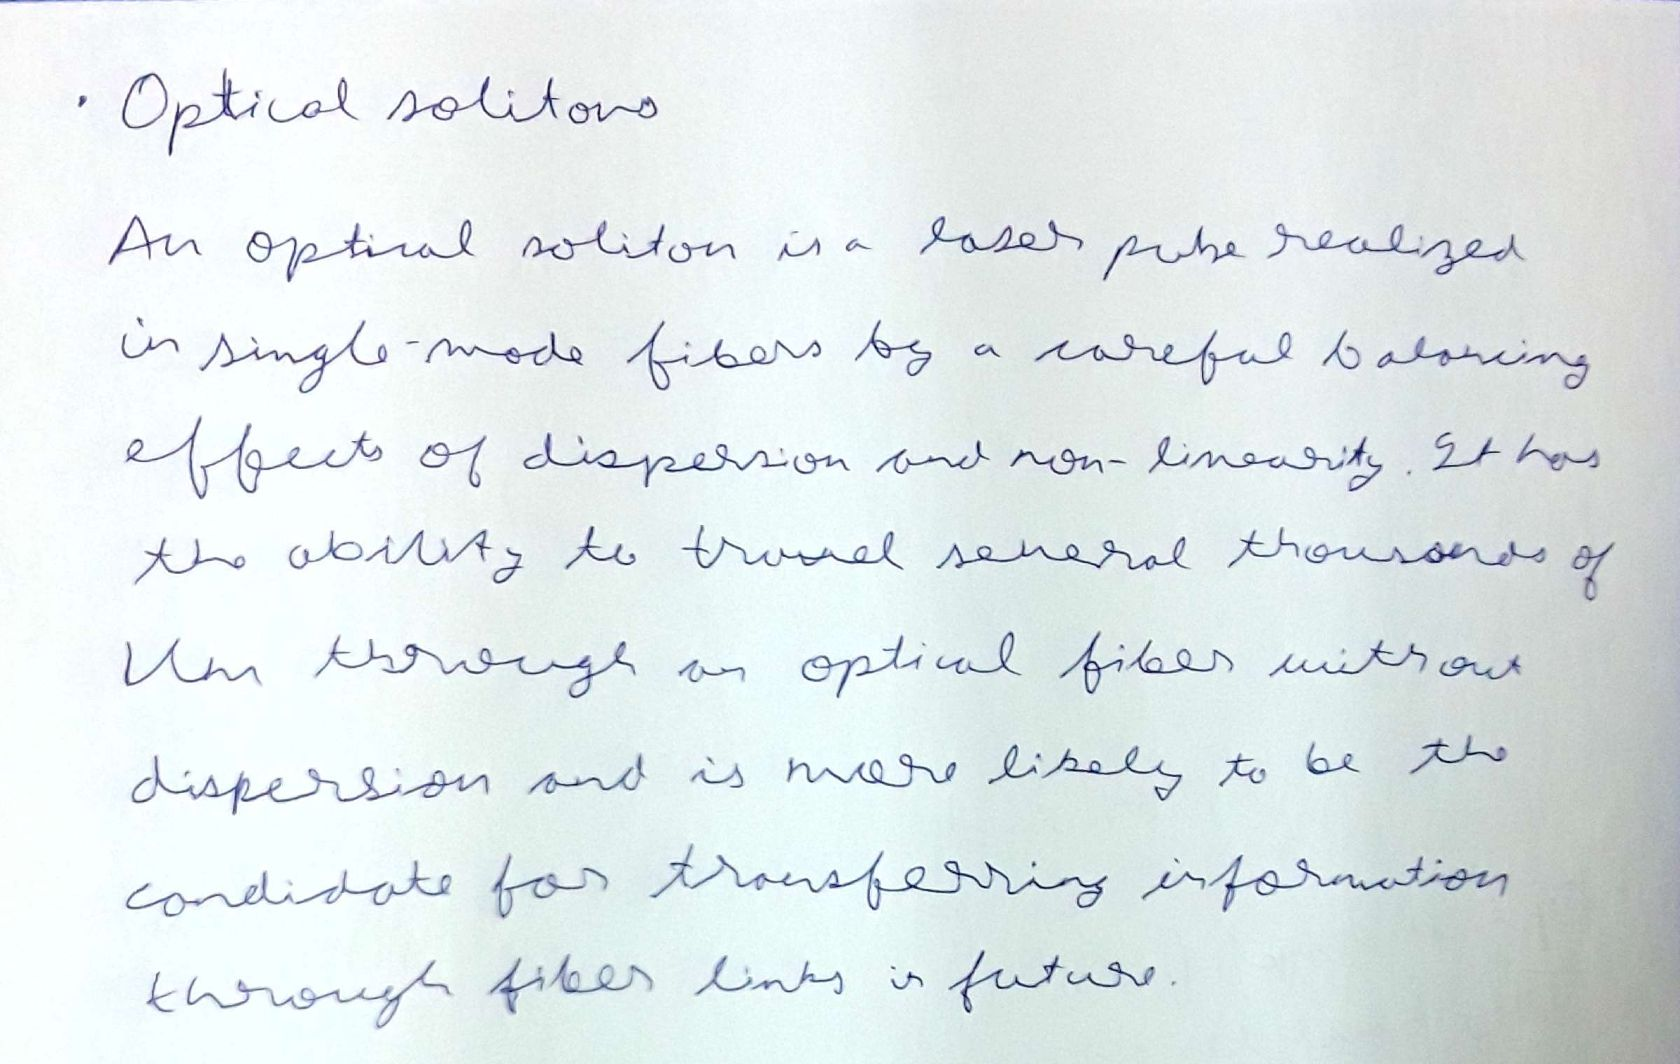 · Optical solitons
An optical soliton is a laser pulse realized
in single-mode fibers by a careful balancing
effects of dispersion and non-linearity. It has
the ability to travel several thousands of
Km through an optical fiber without
dispersion and is more likely to be the
candidate for transferring information
through fiber links in future.